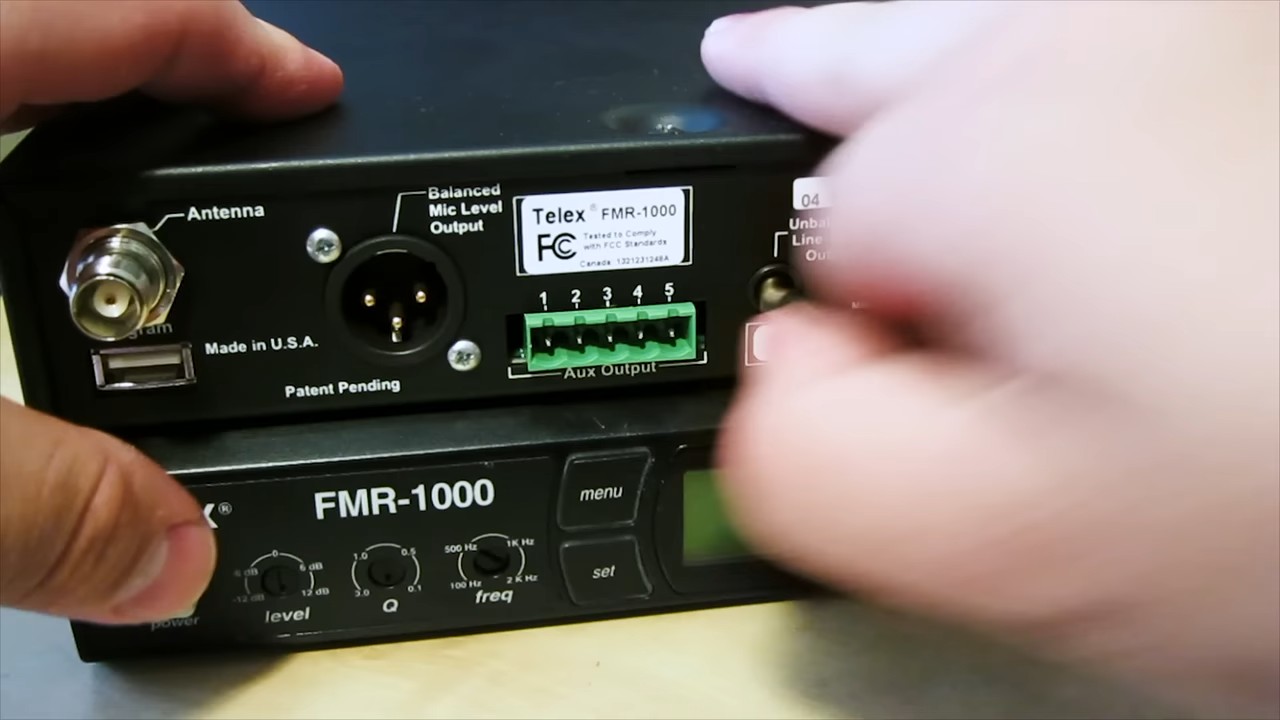 Antenna
Balanced
Mic Level
Output
Telex® FMR-1000
FC Tested to Comply
with FCC Standards
Canada: 1321231248A
04
Line
1 2 3 4 5
Aux Output
Made in U.S.A.
Patent Pending
FMR-1000
menu
set
0
-6 dB 6 dB
-12 dB 12 dB
level
1.0 0.5
3.0 0.1
Q
500 Hz 1K Hz
100 Hz 2 K Hz
freq
power